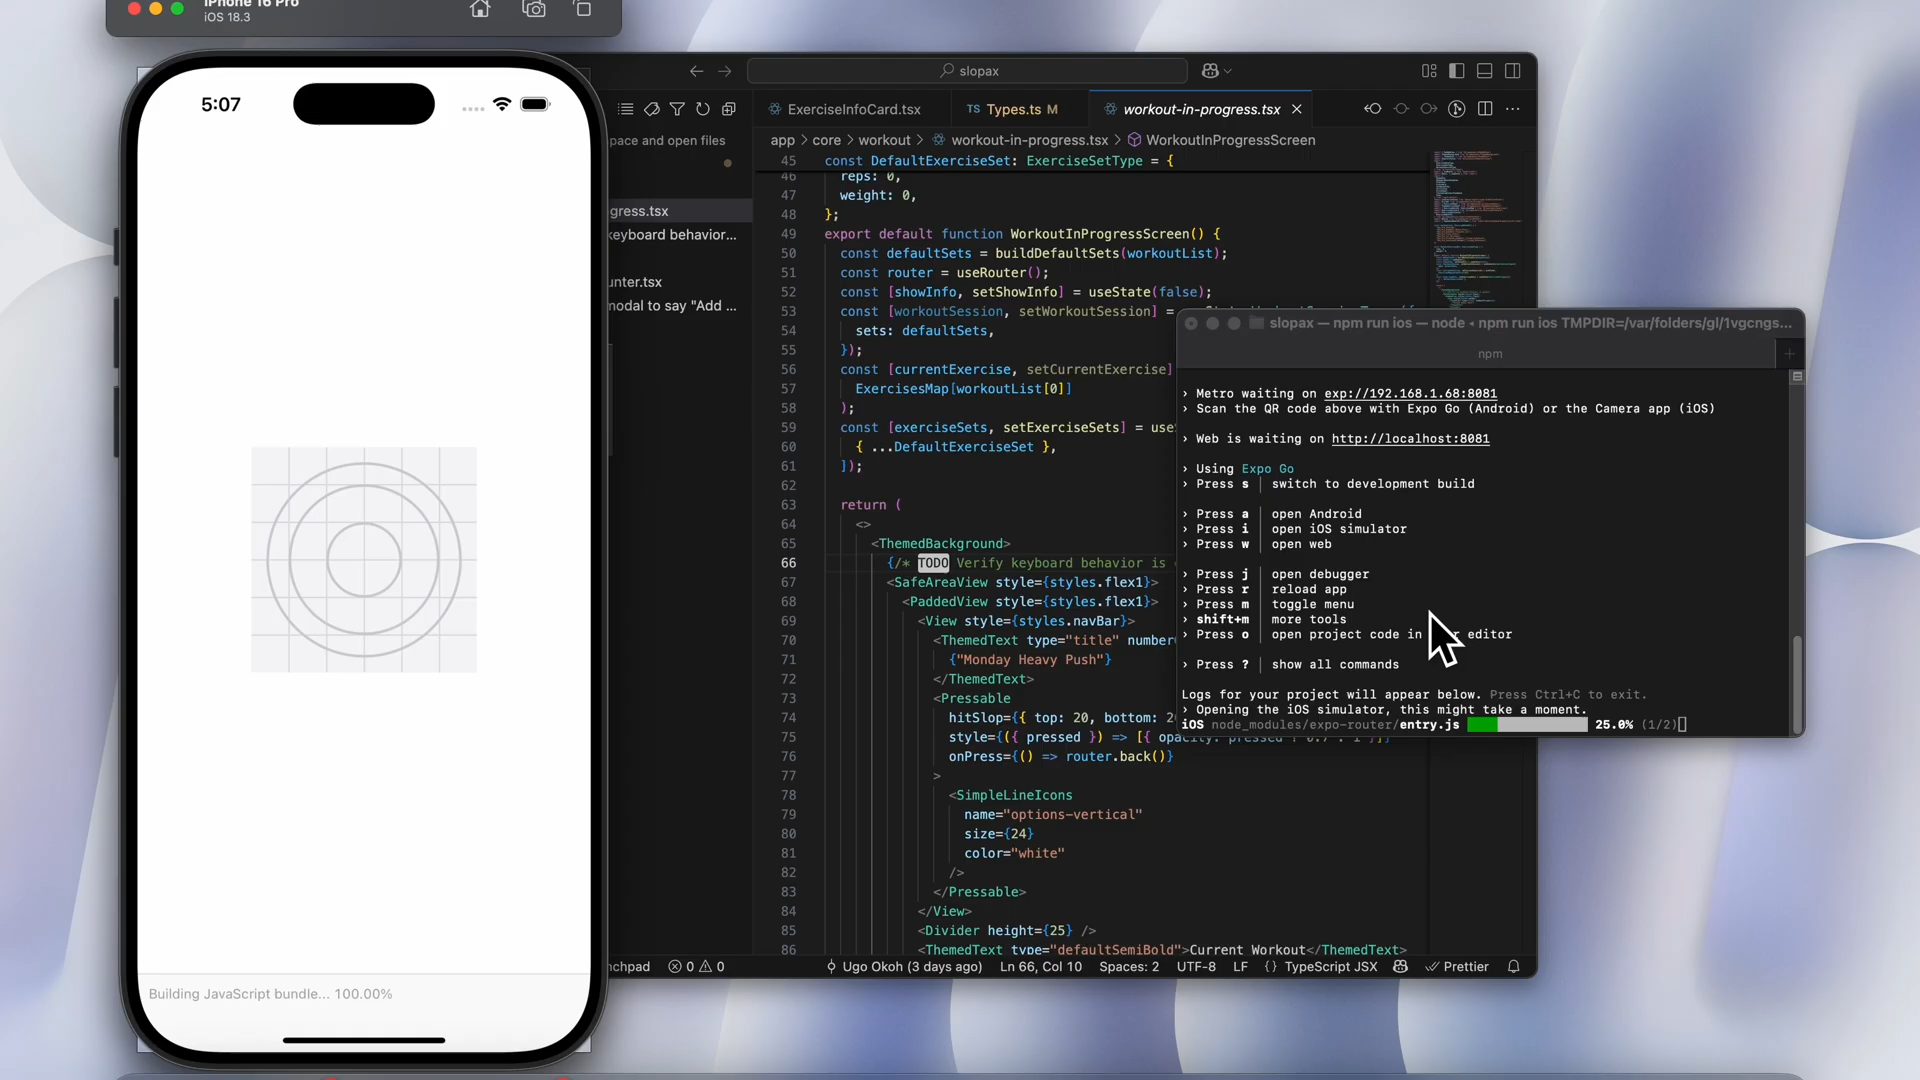 iPhone 16 Pro
iOS 18.3
5:07
Building JavaScript bundle... 100.00%
slopax
ExerciseInfoCard.tsx
TS Types.ts M
workout-in-progress.tsx
pace and open files
gress.tsx
keyboard behavior...
unter.tsx
modal to say "Add ...
app > core > workout > workout-in-progress.tsx > WorkoutInProgressScreen
45 const DefaultExerciseSet: ExerciseSetType = {
46 reps: 0,
47 weight: 0,
48 };
49 export default function WorkoutInProgressScreen() {
50 const defaultSets = buildDefaultSets(workoutList);
51 const router = useRouter();
52 const [showInfo, setShowInfo] = useState(false);
53 const [workoutSession, setWorkoutSession] =
54 sets: defaultSets,
55 });
56 const [currentExercise, setCurrentExercise]
57 ExercisesMap[workoutList[0]]
58 );
59 const [exerciseSets, setExerciseSets] = use
60 { ...DefaultExerciseSet },
61 ]);
62
63 return (
64 <>
65 <ThemedBackground>
66 {/* TODO Verify keyboard behavior is
67 <SafeAreaView style={styles.flex1}>
68 <PaddedView style={styles.flex1}>
69 <View style={styles.navBar}>
70 <ThemedText type="title" number
71 {"Monday Heavy Push"}
72 </ThemedText>
73 <Pressable
74 hitSlop={{ top: 20, bottom: 2
75 style={({ pressed }) => [{ opacity: pressed ? 0.7 : 1 }]}
76 onPress={() => router.back()}
77 >
78 <SimpleLineIcons
79 name="options-vertical"
80 size={24}
81 color="white"
82 />
83 </Pressable>
84 </View>
85 <Divider height={25} />
86 <ThemedText type="defaultSemiBold">Current Workout</ThemedText>
nchpad 0 0 Ugo Okoh (3 days ago) Ln 66, Col 10 Spaces: 2 UTF-8 LF {} TypeScript JSX Prettier
slopax — npm run ios — node ◂ npm run ios TMPDIR=/var/folders/gl/1vgcngs...
npm
› Metro waiting on exp://192.168.1.68:8081
› Scan the QR code above with Expo Go (Android) or the Camera app (iOS)
› Web is waiting on http://localhost:8081
› Using Expo Go
› Press s │ switch to development build
› Press a │ open Android
› Press i │ open iOS simulator
› Press w │ open web
› Press j │ open debugger
› Press r │ reload app
› Press m │ toggle menu
› shift+m │ more tools
› Press o │ open project code in editor
› Press ? │ show all commands
Logs for your project will appear below. Press Ctrl+C to exit.
› Opening the iOS simulator, this might take a moment.
iOS node_modules/expo-router/entry.js 25.0% (1/2)